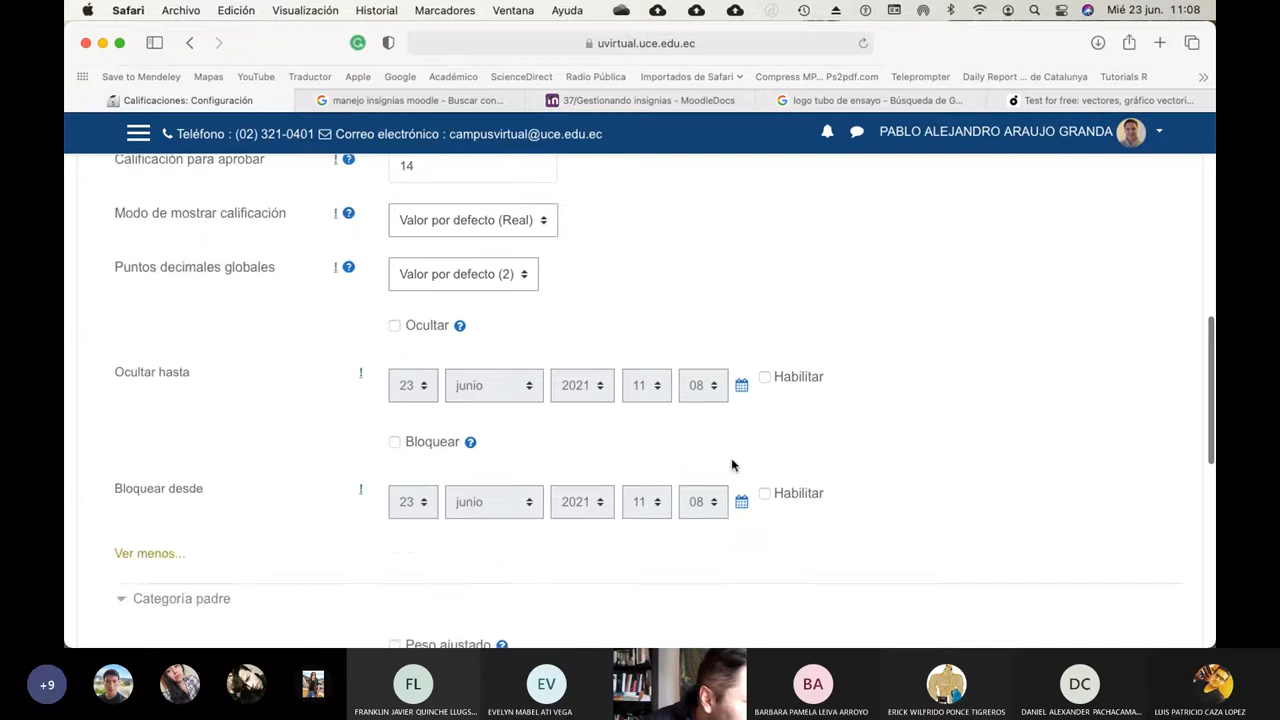 Safari Archivo Edición Visualización Historial Marcadores Ventana Ayuda Mié 23 jun. 11:08
uvirtual.uce.edu.ec
Save to Mendeley Mapas YouTube Traductor Apple Google Académico ScienceDirect Radio Pública Importados de Safari Compress MP... Ps2pdf.com Teleprompter Daily Report ... de Catalunya Tutorials R
Calificaciones: Configuración manejo insignias moodle - Buscar con... 37/Gestionando insignias - MoodleDocs logo tubo de ensayo - Búsqueda de G... Test for free: vectores, gráfico vectori...
Teléfono : (02) 321-0401 Correo electrónico : campusvirtual@uce.edu.ec PABLO ALEJANDRO ARAUJO GRANDA
Calificación para aprobar ! ? 14
Modo de mostrar calificación ! ? Valor por defecto (Real)
Puntos decimales globales ! ? Valor por defecto (2)
Ocultar ?
Ocultar hasta ! 23 junio 2021 11 08 Habilitar
Bloquear ?
Bloquear desde ! 23 junio 2021 11 08 Habilitar
Ver menos...
Categoría padre
Peso ajustado ?
+9 FL EV BA DC
FRANKLIN JAVIER QUINCHE LLUGS... EVELYN MABEL ATI VEGA BARBARA PAMELA LEIVA ARROYO ERICK WILFRIDO PONCE TIGREROS DANIEL ALEXANDER PACHACAMA... LUIS PATRICIO CAZA LOPEZ